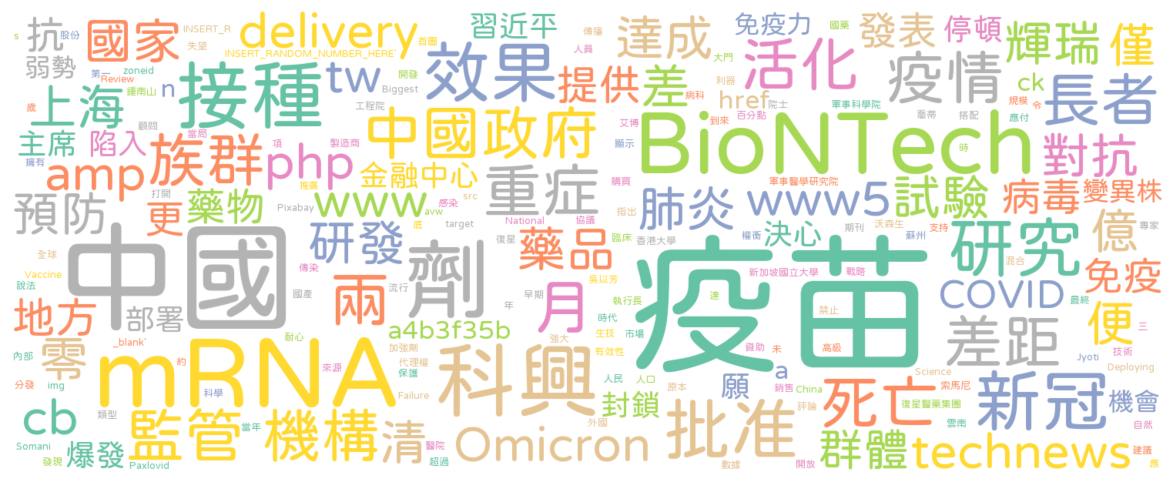 s 股份 抗 國家 INSERT_R 傳播 delivery 習近平 人員 國藥 免疫力 發表 停頓 輝瑞 僅
失望 INSERT_RANDOM_NUMBER_HERE 首圖 效果 達成 大門 活化
弱勢 第一 zoneid Review 接種 tw 開發 Biggest 提供 差 利器 href 院士 疫情 ck 規模 令 長者
歲 鍾南山 n 工程院 病科 百分點 軍事科學院 到來 蔓蒂 搭配 應付
上海 顧問 中國政府 艾博 顯示 BioNTech 時
主席 陷入 當局 族群 項 製造商 php 對抗
擁有 amp 推廣 金融中心 重症 購買 軍事醫學研究院 試驗 病毒 變異株
打開 src 肺炎 www5
預防 更 藥物 Pixabay 感染 www avw 底 National 協議 指出 權衡 期刊 沃森生 支持 億 專家
target 臨床 香港大學 決心 蘇州 研究
中國 研發 劑 復星 藥品 疫苗 混合 免疫
全球 傳染 流行 吳以芳 新加坡國立大學 戰略
Vaccine 國產 兩 早期 月 執行長 達 COVID 最終
說法 地方 部署 年 時代 禁止 便
_blank` 耐心 a4b3f35b 強大 生技 市場 差距 三
內部 零 mRNA 約 加強劑 代理權 科興 有效性 資助 未 高級 技術 Jyoti
分發 img 來源 保護 人民 人口 願 a Science 索馬尼 Deploying
cb 科學 Failure 原本 封鎖 銷售 China 死亡 新冠 機會
類型 外國 批准 評論 復星醫藥集團
Somani 當年 監管 機構 清 醫院 Omicron 雲南 自然
發現 爆發 Paxlovid 超過 數據 開放 群體 technews 建議 應